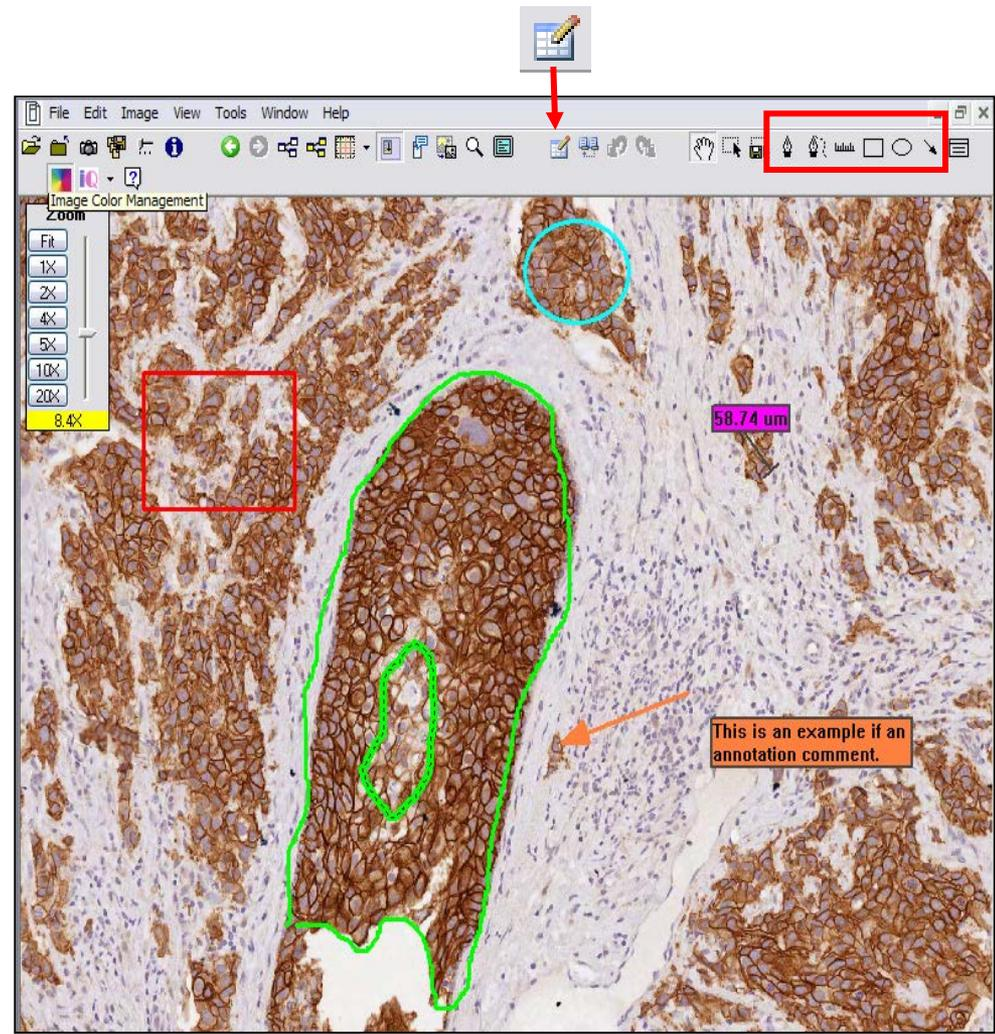 File Edit Image View Tools Window Help
iQ
Image Color Management
Zoom
Fit
1X
2X
4X
5X
10X
20X
8.4X
58.74 um
This is an example if an
annotation comment.